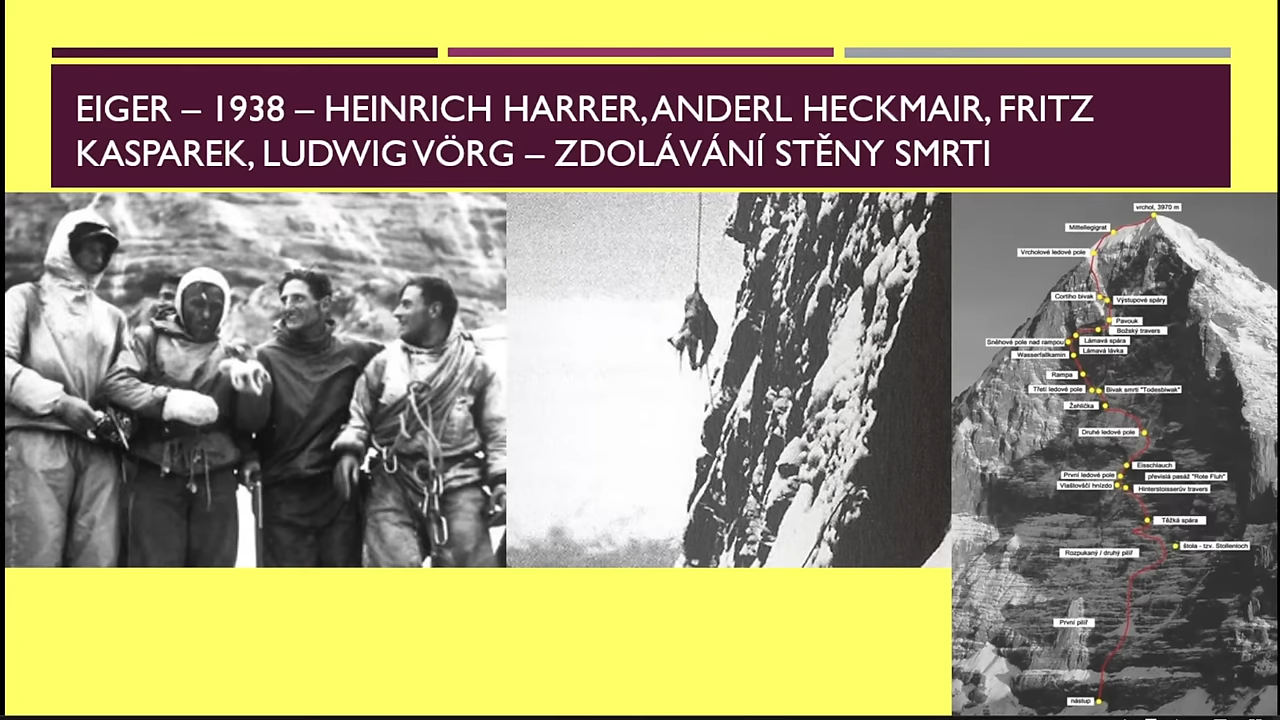 EIGER – 1938 – HEINRICH HARRER, ANDERL HECKMAIR, FRITZ
KASPAREK, LUDWIG VÖRG – ZDOLÁVÁNÍ STĚNY SMRTI
vrchol, 3970 m
Mittellegigrat
Vrcholové ledové pole
Cortiho bivak
Výstupové spáry
Pavouk
Božský travers
Sněhové pole nad rampou
Lámavá spára
Lámavá lávka
Wasserfallkamin
Rampa
Třetí ledové pole
Bivak smrti "Todesbiwak"
Žehlička
Druhé ledové pole
Eisschlauch
První ledové pole
převislá pasáž "Rote Fluh"
Vlaštovčí hnízdo
Hinterstoisserův travers
Těžká spára
štola - tzv. Stollenloch
Rozpukaný / druhý pilíř
První pilíř
nástup